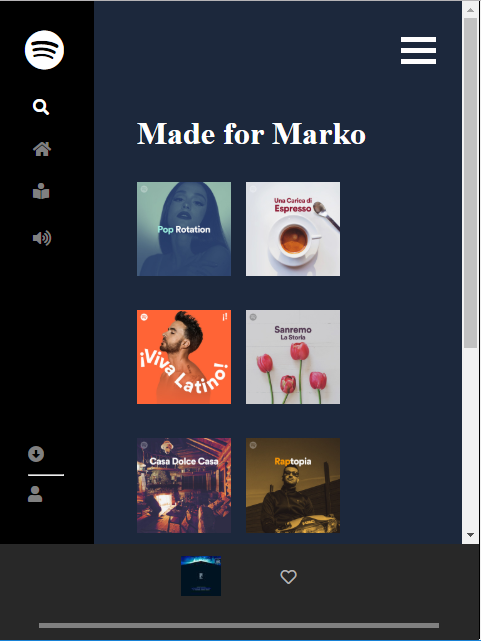 Made for Marko
Pop Rotation
Una Carica di
Espresso
¡Viva Latino!
Sanremo
La Storia
Casa Dolce Casa
Raptopia